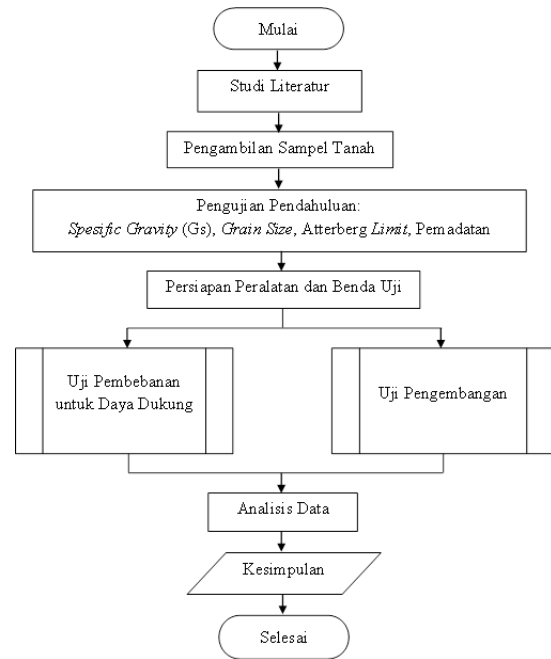 Mulai
Studi Literatur
Pengambilan Sampel Tanah
Pengujian Pendahuluan:
Spesific Gravity (Gs), Grain Size, Atterberg Limit, Pemadatan
Persiapan Peralatan dan Benda Uji
Uji Pembebanan
untuk Daya Dukung
Uji Pengembangan
Analisis Data
Kesimpulan
Selesai